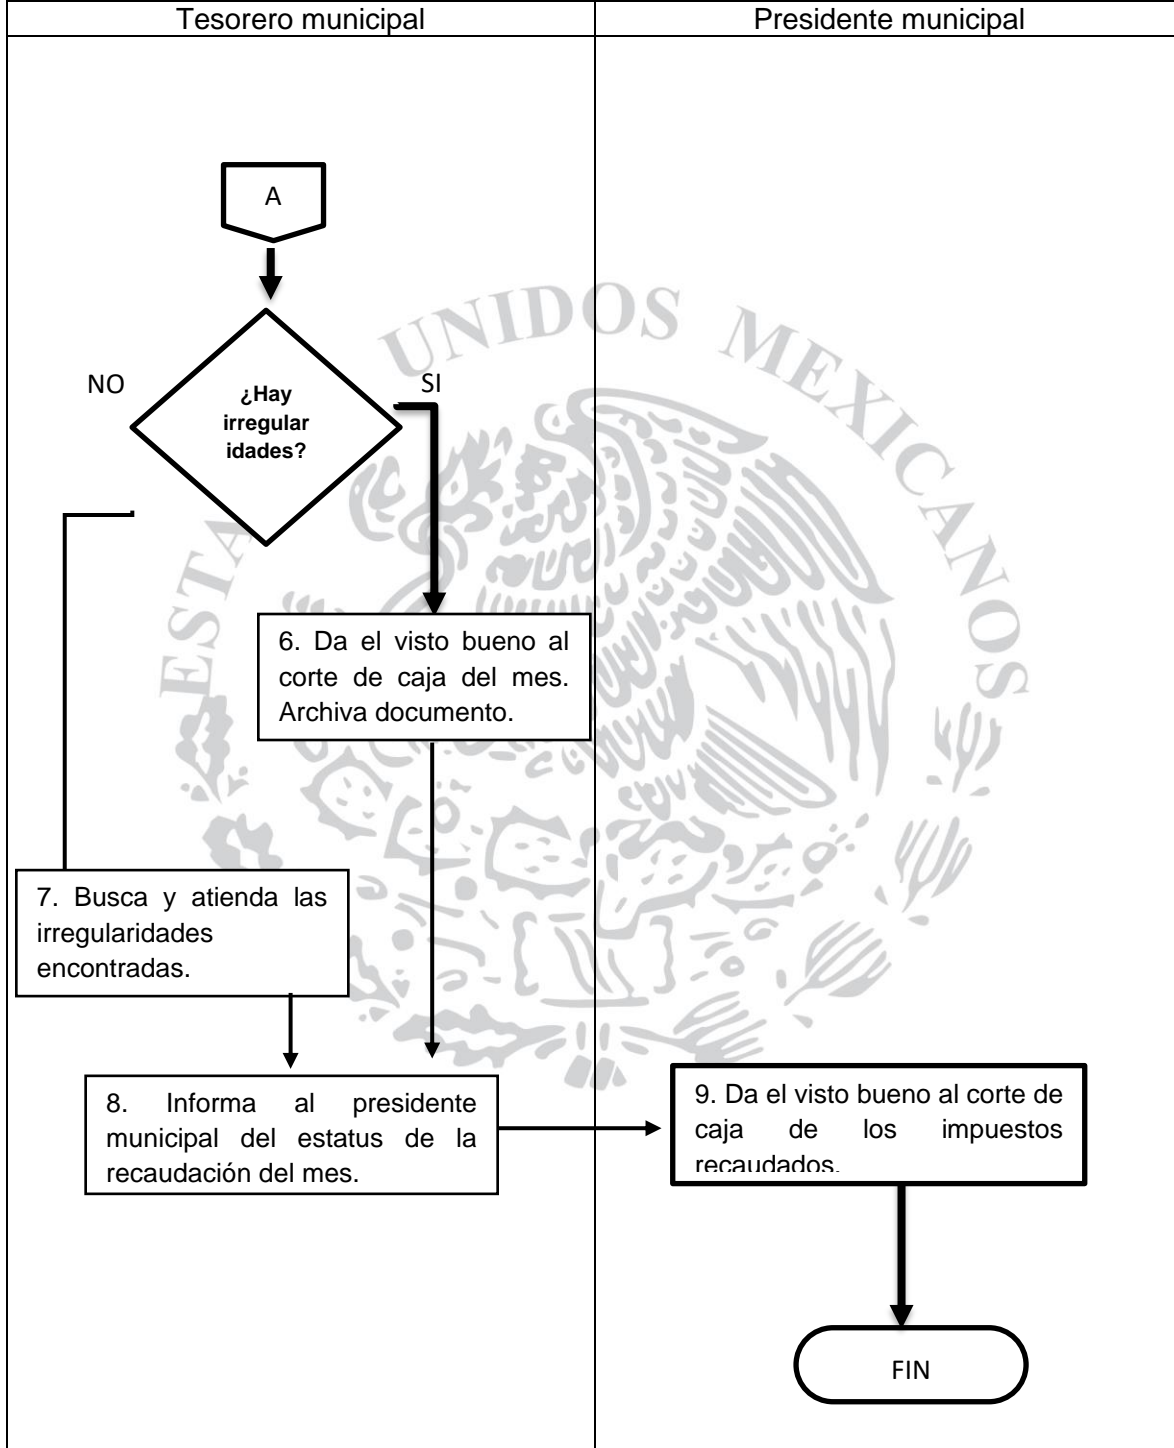 Tesorero municipal
Presidente municipal
A
UNIDOS MEXICANOS
ESTA
NO
SI
¿Hay
irregular
idades?
6. Da el visto bueno al
corte de caja del mes.
Archiva documento.
7. Busca y atienda las
irregularidades
encontradas.
8. Informa al presidente
municipal del estatus de la
recaudación del mes.
9. Da el visto bueno al corte de
caja de los impuestos
recaudados.
FIN